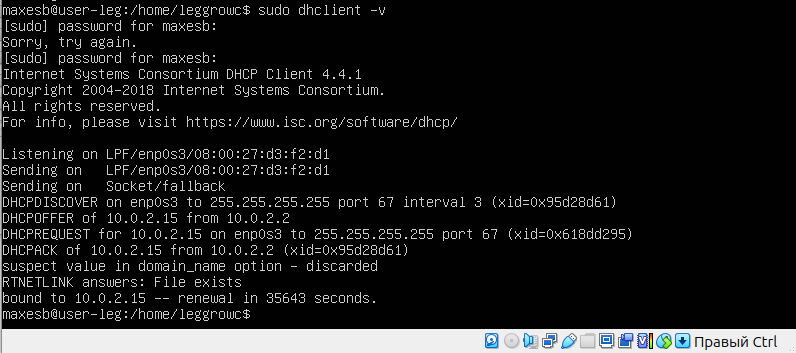 maxesb@user-leg:/home/leggrowc$ sudo dhclient -v
[sudo] password for maxesb:
Sorry, try again.
[sudo] password for maxesb:
Internet Systems Consortium DHCP Client 4.4.1
Copyright 2004-2018 Internet Systems Consortium.
All rights reserved.
For info, please visit https://www.isc.org/software/dhcp/
Listening on LPF/enp0s3/08:00:27:d3:f2:d1
Sending on   LPF/enp0s3/08:00:27:d3:f2:d1
Sending on   Socket/fallback
DHCPDISCOVER on enp0s3 to 255.255.255.255 port 67 interval 3 (xid=0x95d28d61)
DHCPOFFER of 10.0.2.15 from 10.0.2.2
DHCPREQUEST for 10.0.2.15 on enp0s3 to 255.255.255.255 port 67 (xid=0x618dd295)
DHCPACK of 10.0.2.15 from 10.0.2.2 (xid=0x95d28d61)
suspect value in domain_name option - discarded
RTNETLINK answers: File exists
bound to 10.0.2.15 -- renewal in 35643 seconds.
maxesb@user-leg:/home/leggrowc$
Правый Ctrl